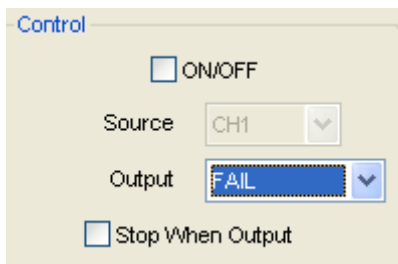 Control
ON/OFF
Source CH1
Output FAIL
Stop When Output